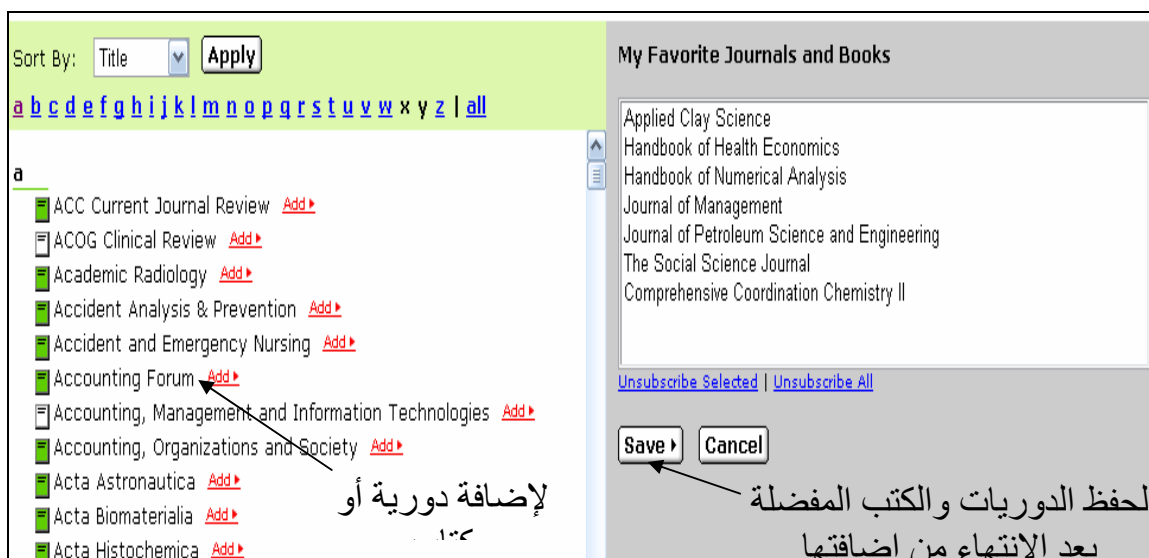 Sort By: Title Apply
a b c d e f g h i j k l m n o p q r s t u v w x y z | all
a
ACC Current Journal Review Add
ACOG Clinical Review Add
Academic Radiology Add
Accident Analysis & Prevention Add
Accident and Emergency Nursing Add
Accounting Forum Add
Accounting, Management and Information Technologies Add
Accounting, Organizations and Society Add
Acta Astronautica Add
Acta Biomaterialia Add
Acta Histochemica Add
لإضافة دورية أو
My Favorite Journals and Books
Applied Clay Science
Handbook of Health Economics
Handbook of Numerical Analysis
Journal of Management
Journal of Petroleum Science and Engineering
The Social Science Journal
Comprehensive Coordination Chemistry II
Unsubscribe Selected | Unsubscribe All
Save Cancel
لحفظ الدوريات والكتب المفضلة
بعد الانتهاء من اضافتها